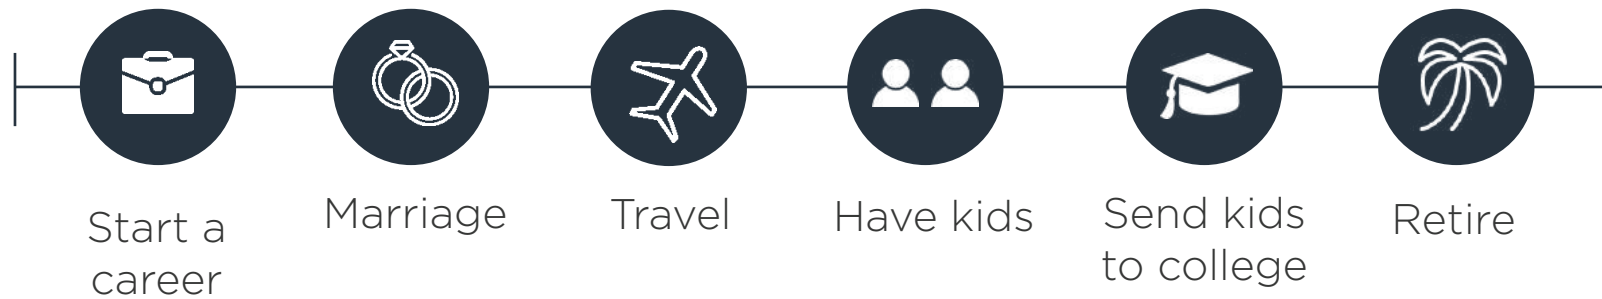 Start a
career
Marriage
Travel
Have kids
Send kids
to college
Retire